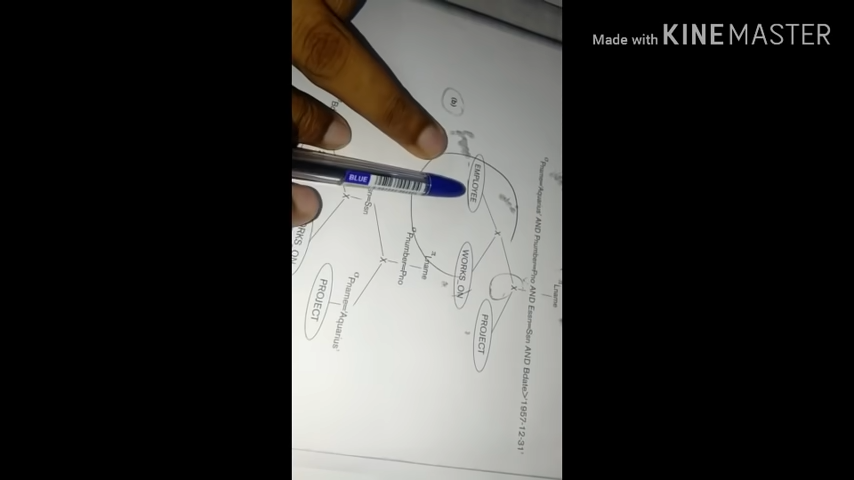 Made with KINEMASTER
Lname
σPname='Aquarius' AND Pnumber=Pno AND Essn=Ssn AND Bdate>'1957-12-31'
X
X
PROJECT
EMPLOYEE
WORKS_ON
(b)
πLname
σPnumber=Pno
X
σPname='Aquarius'
n=Ssn
X
PROJECT
RKS_ON
BLUE